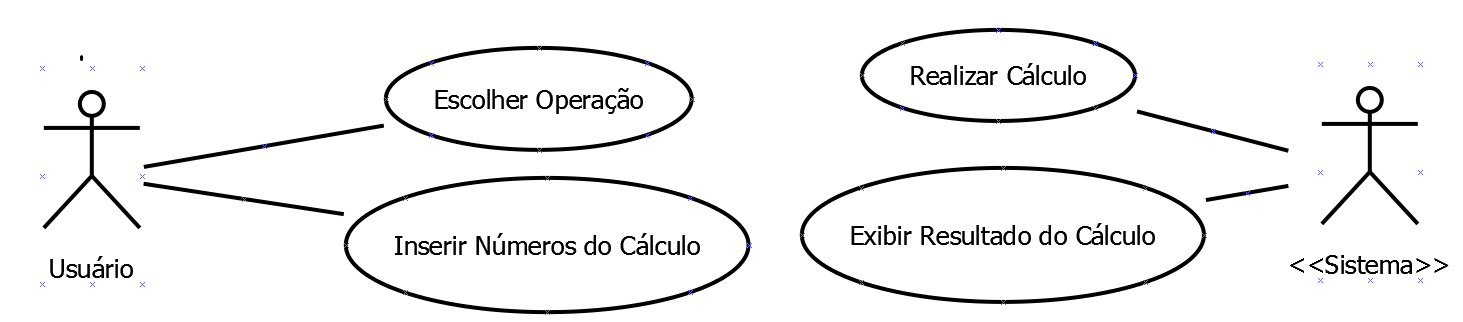 Escolher Operação
Realizar Cálculo
Inserir Números do Cálculo
Exibir Resultado do Cálculo
Usuário
<<Sistema>>